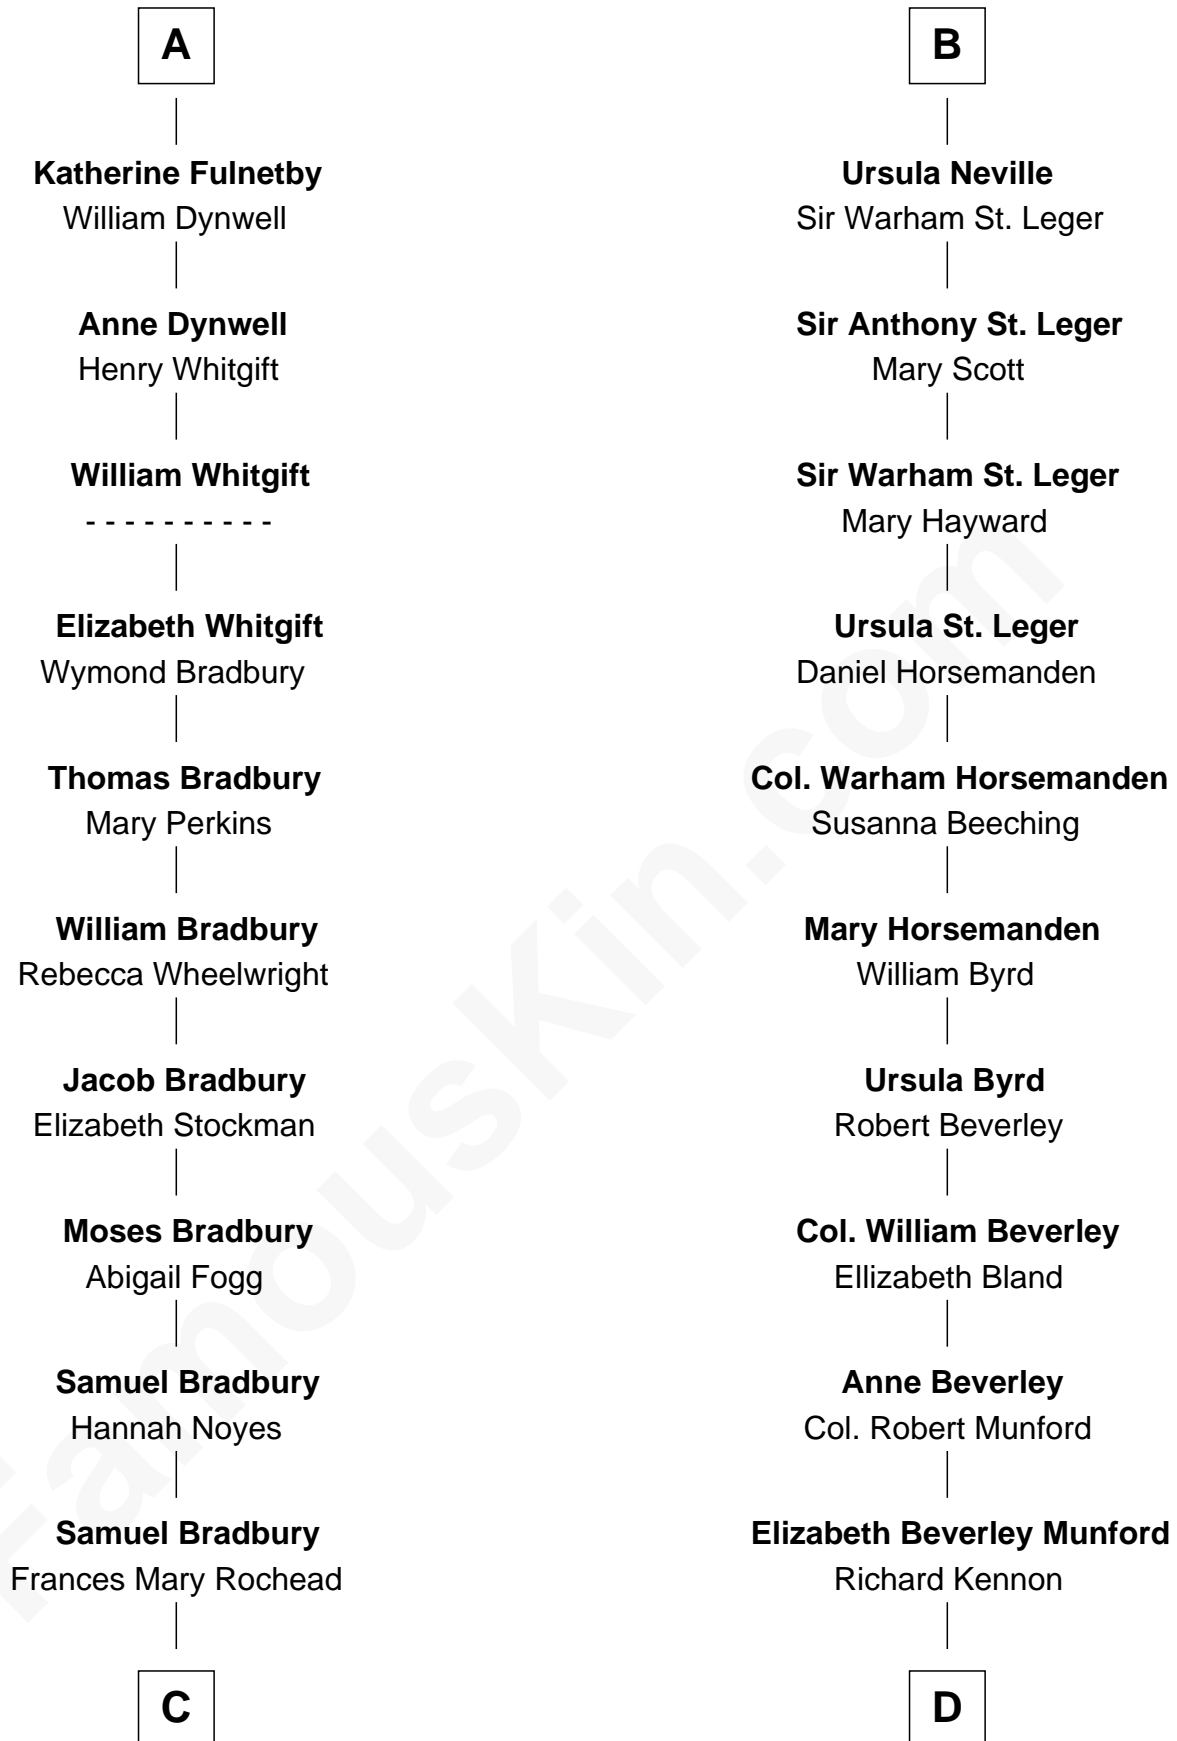 A
Katherine Fulnetby
William Dynwell
Anne Dynwell
Henry Whitgift
William Whitgift
- - - - - - - - - -
Elizabeth Whitgift
Wymond Bradbury
Thomas Bradbury
Mary Perkins
William Bradbury
Rebecca Wheelwright
Jacob Bradbury
Elizabeth Stockman
Moses Bradbury
Abigail Fogg
Samuel Bradbury
Hannah Noyes
Samuel Bradbury
Frances Mary Rochead
C
B
Ursula Neville
Sir Warham St. Leger
Sir Anthony St. Leger
Mary Scott
Sir Warham St. Leger
Mary Hayward
Ursula St. Leger
Daniel Horsemanden
Col. Warham Horsemanden
Susanna Beeching
Mary Horsemanden
William Byrd
Ursula Byrd
Robert Beverley
Col. William Beverley
Ellizabeth Bland
Anne Beverley
Col. Robert Munford
Elizabeth Beverley Munford
Richard Kennon
D
FamousKin.com